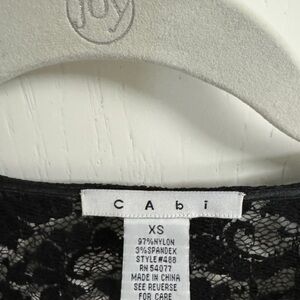 joy
CAbi
XS
97%NYLON
3%SPANDEX
STYLE#488
RN 54077
MADE IN CHINA
SEE REVERSE
FOR CARE